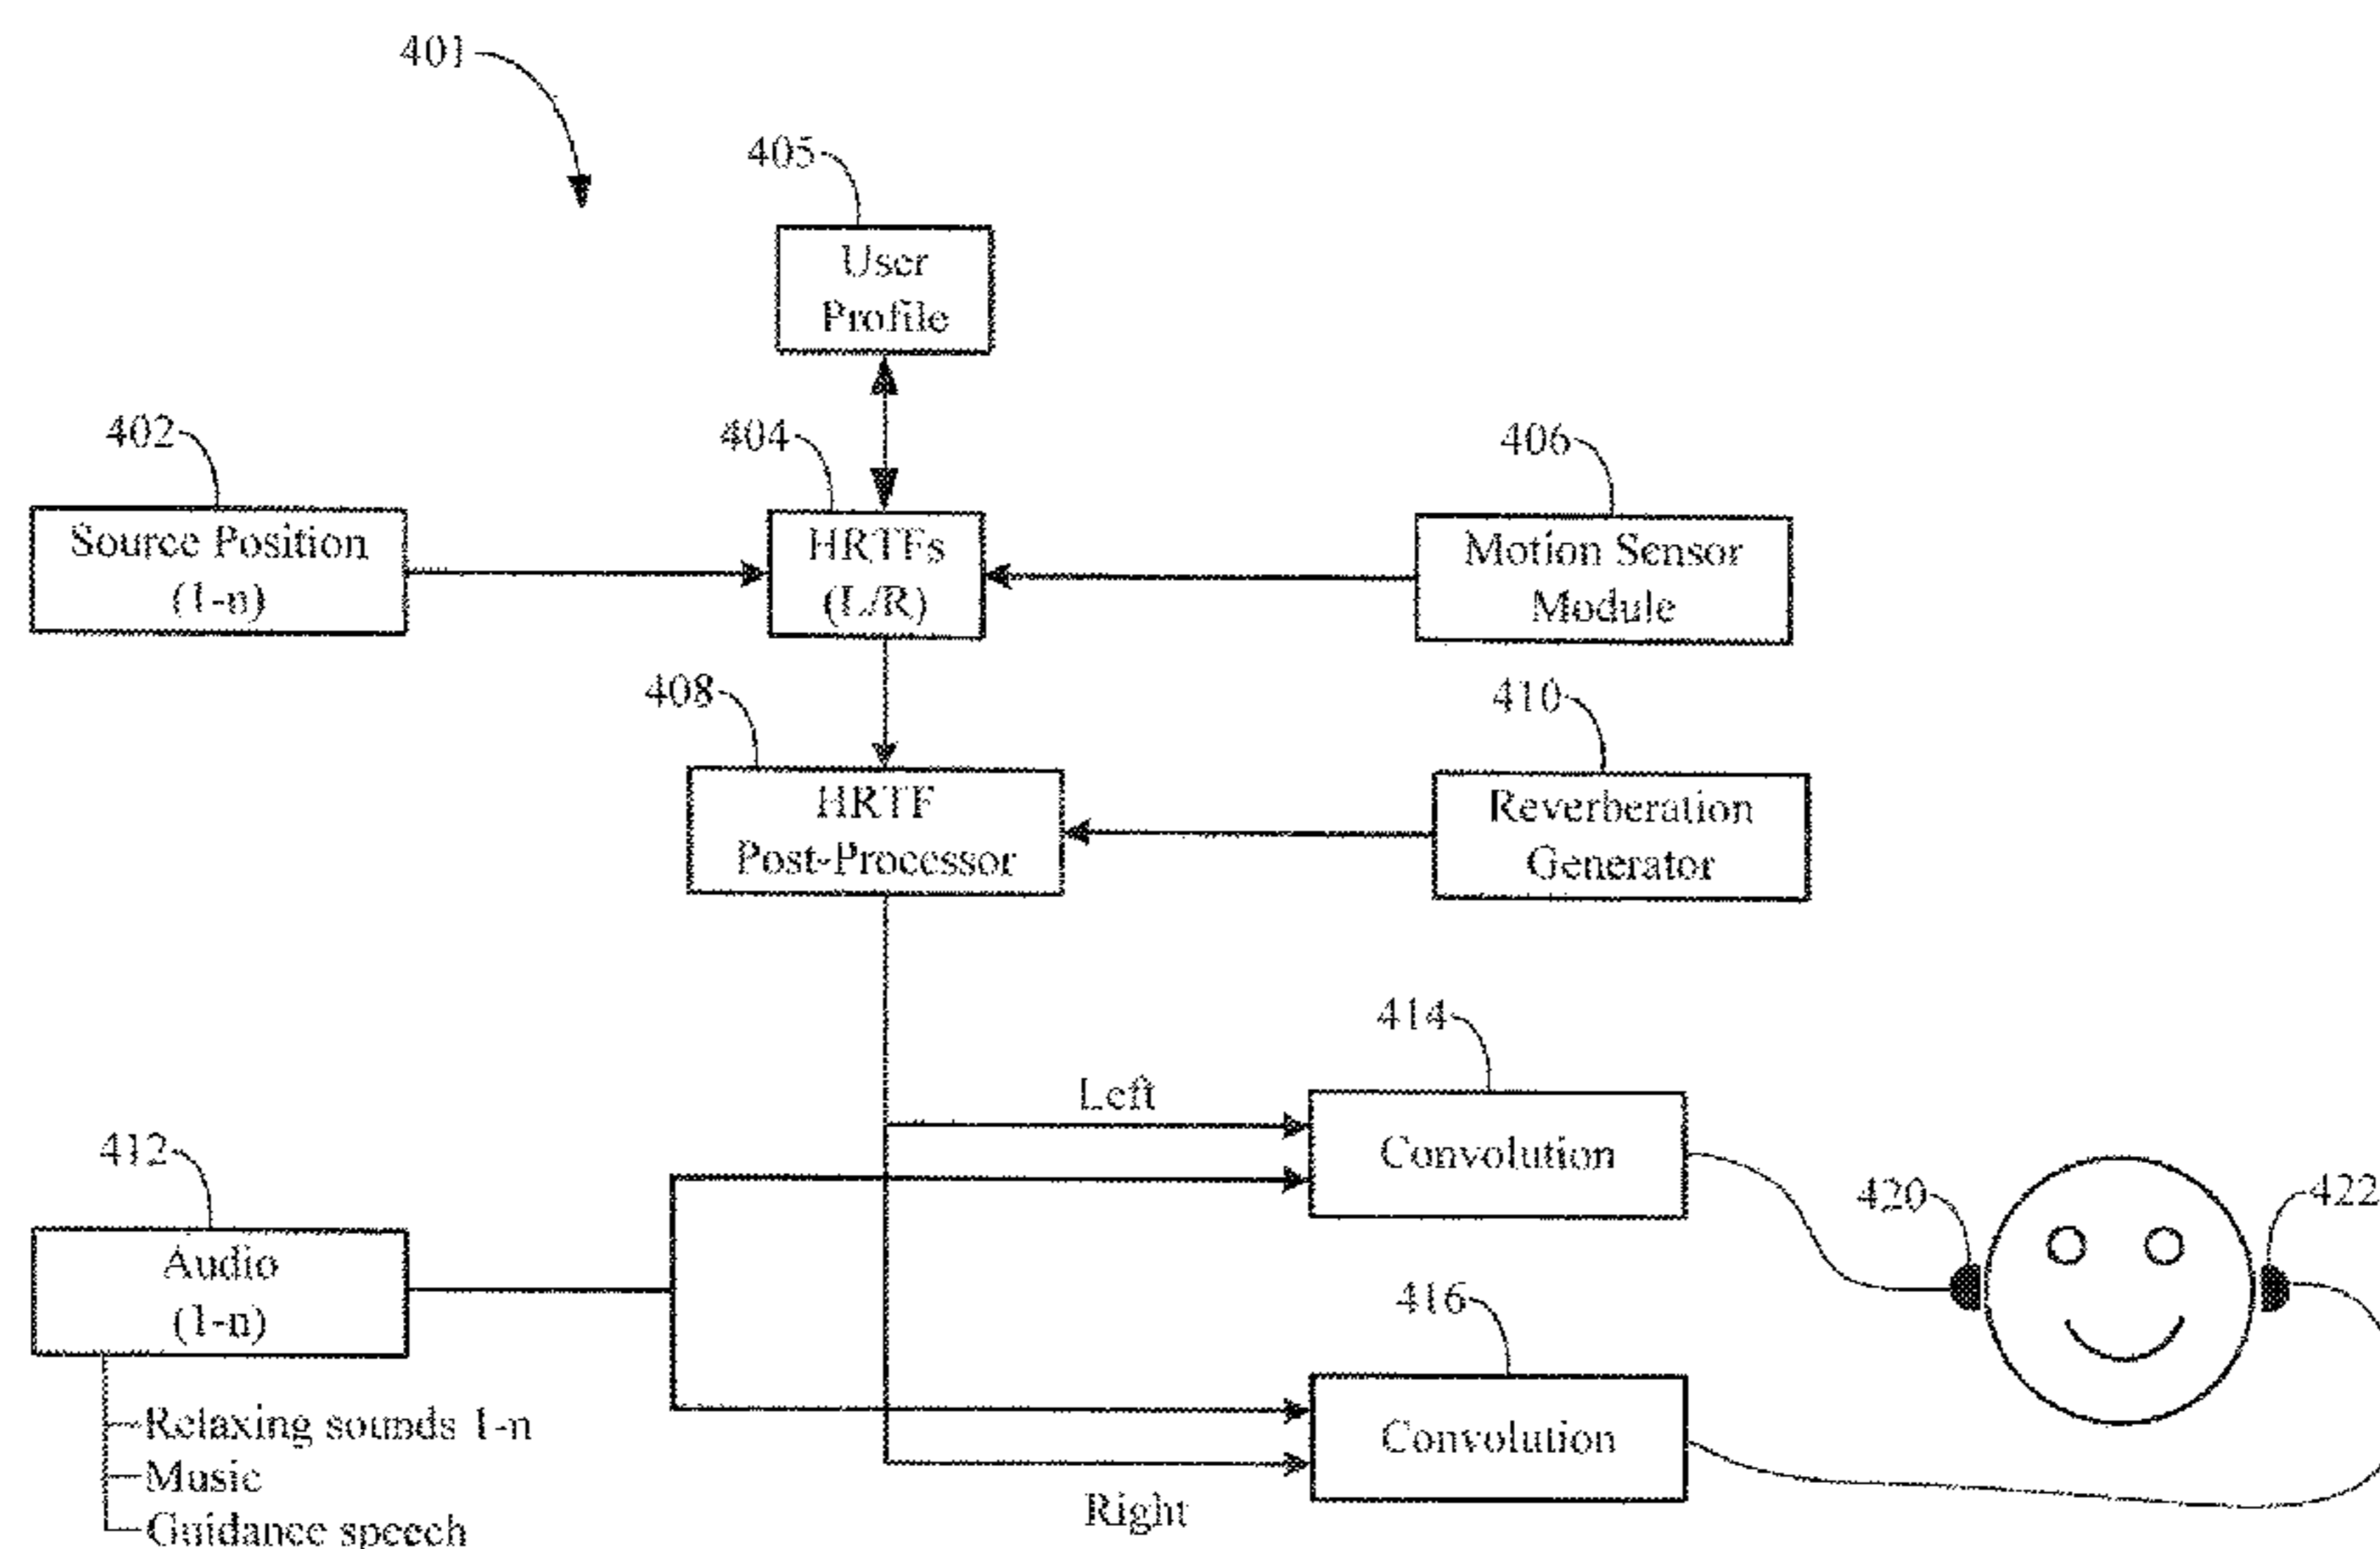 401
405
User
Profile
402
404
406
Source Position
(1-n)
HRTFs
(L/R)
Motion Sensor
Module
408
410
HRTF
Post-Processor
Reverberation
Generator
414
Left
412
Convolution
420
422
Audio
(1-n)
416
Convolution
Relaxing sounds 1-n
Music
Guidance speech
Right